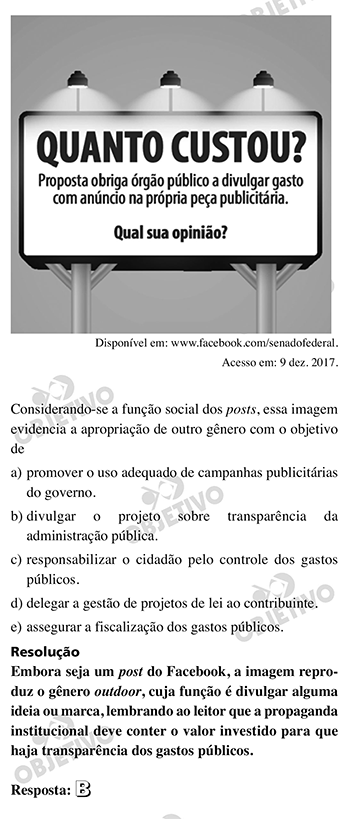 QUANTO CUSTOU?
Proposta obriga órgão público a divulgar gasto
com anúncio na própria peça publicitária.
Qual sua opinião?
Disponível em: www.facebook.com/senadofederal.
Acesso em: 9 dez. 2017.
Considerando-se a função social dos posts, essa imagem
evidencia a apropriação de outro gênero com o objetivo
de
a) promover o uso adequado de campanhas publicitárias
do governo.
b) divulgar o projeto sobre transparência da
administração pública.
c) responsabilizar o cidadão pelo controle dos gastos
públicos.
d) delegar a gestão de projetos de lei ao contribuinte.
e) assegurar a fiscalização dos gastos públicos.
Resolução
Embora seja um post do Facebook, a imagem repro-
duz o gênero outdoor, cuja função é divulgar alguma
ideia ou marca, lembrando ao leitor que a propaganda
institucional deve conter o valor investido para que
haja transparência dos gastos públicos.
Resposta: B
OBJETIVO
OBJETIVO
OBJETIVO
OBJETIVO
OBJETIVO
OBJETIVO